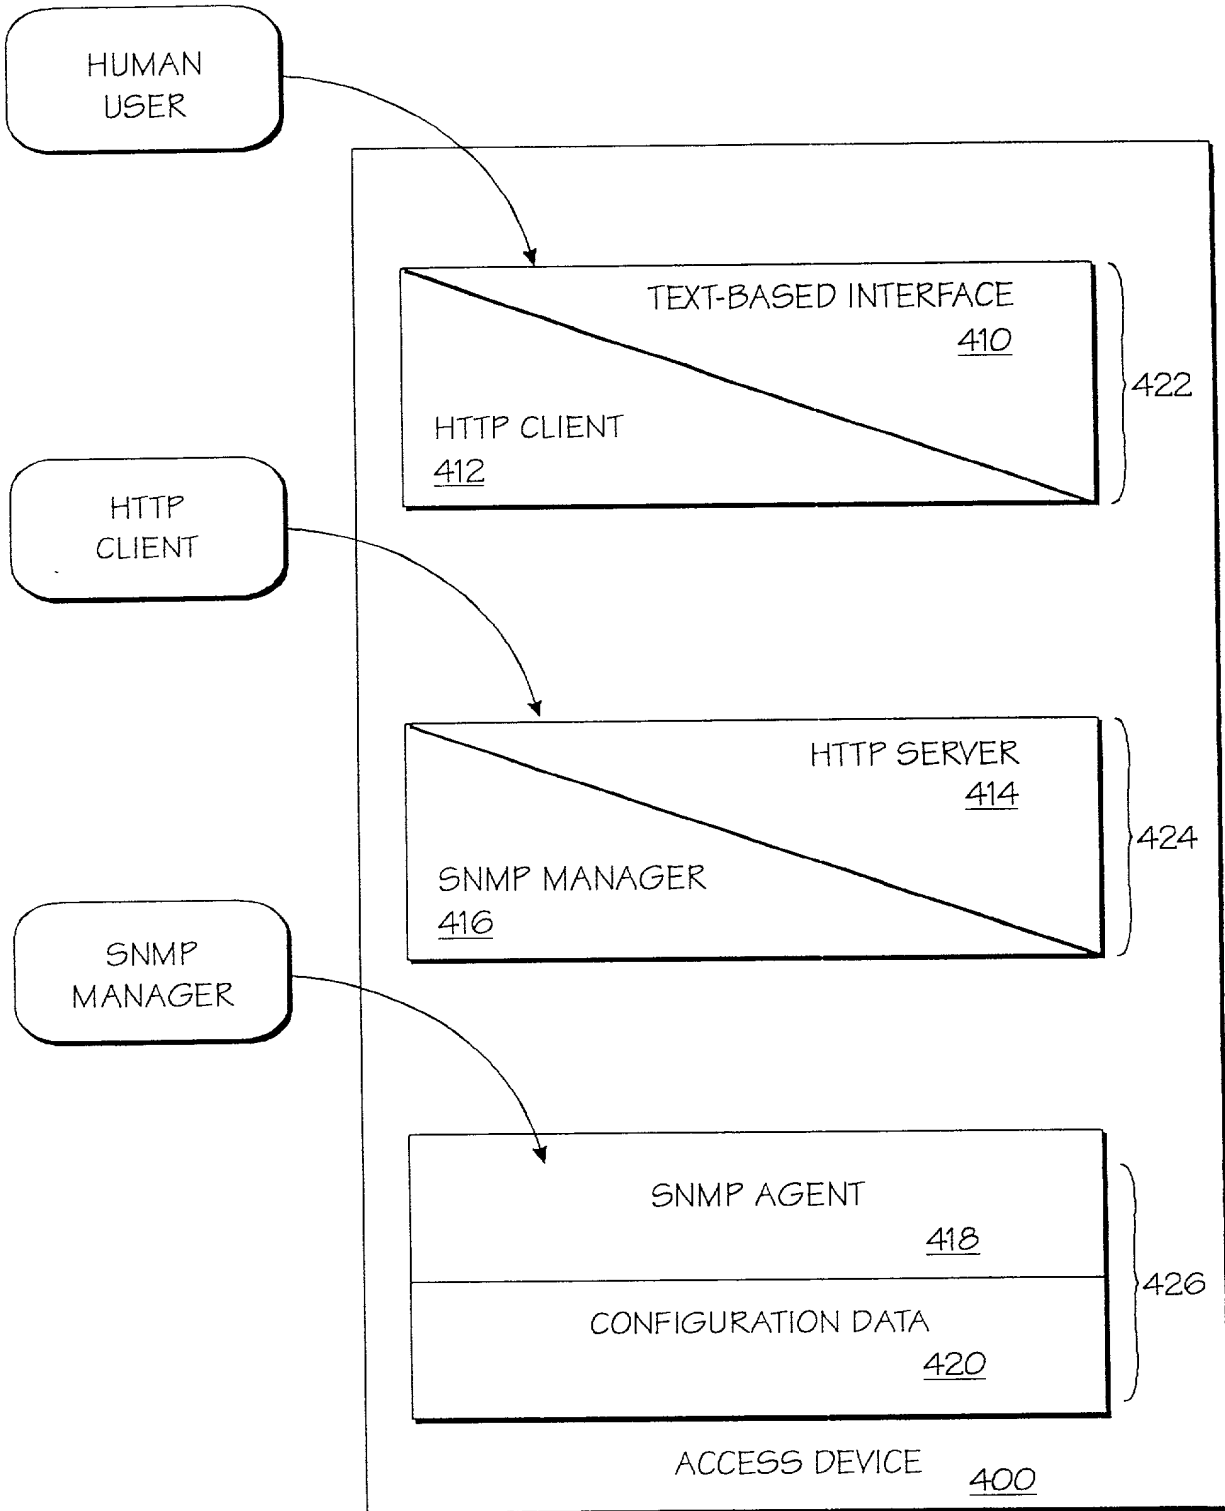 HUMAN
USER
TEXT-BASED INTERFACE
410
422
HTTP CLIENT
412
HTTP
CLIENT
HTTP SERVER
414
424
SNMP MANAGER
416
SNMP
MANAGER
SNMP AGENT
418
426
CONFIGURATION DATA
420
ACCESS DEVICE
400